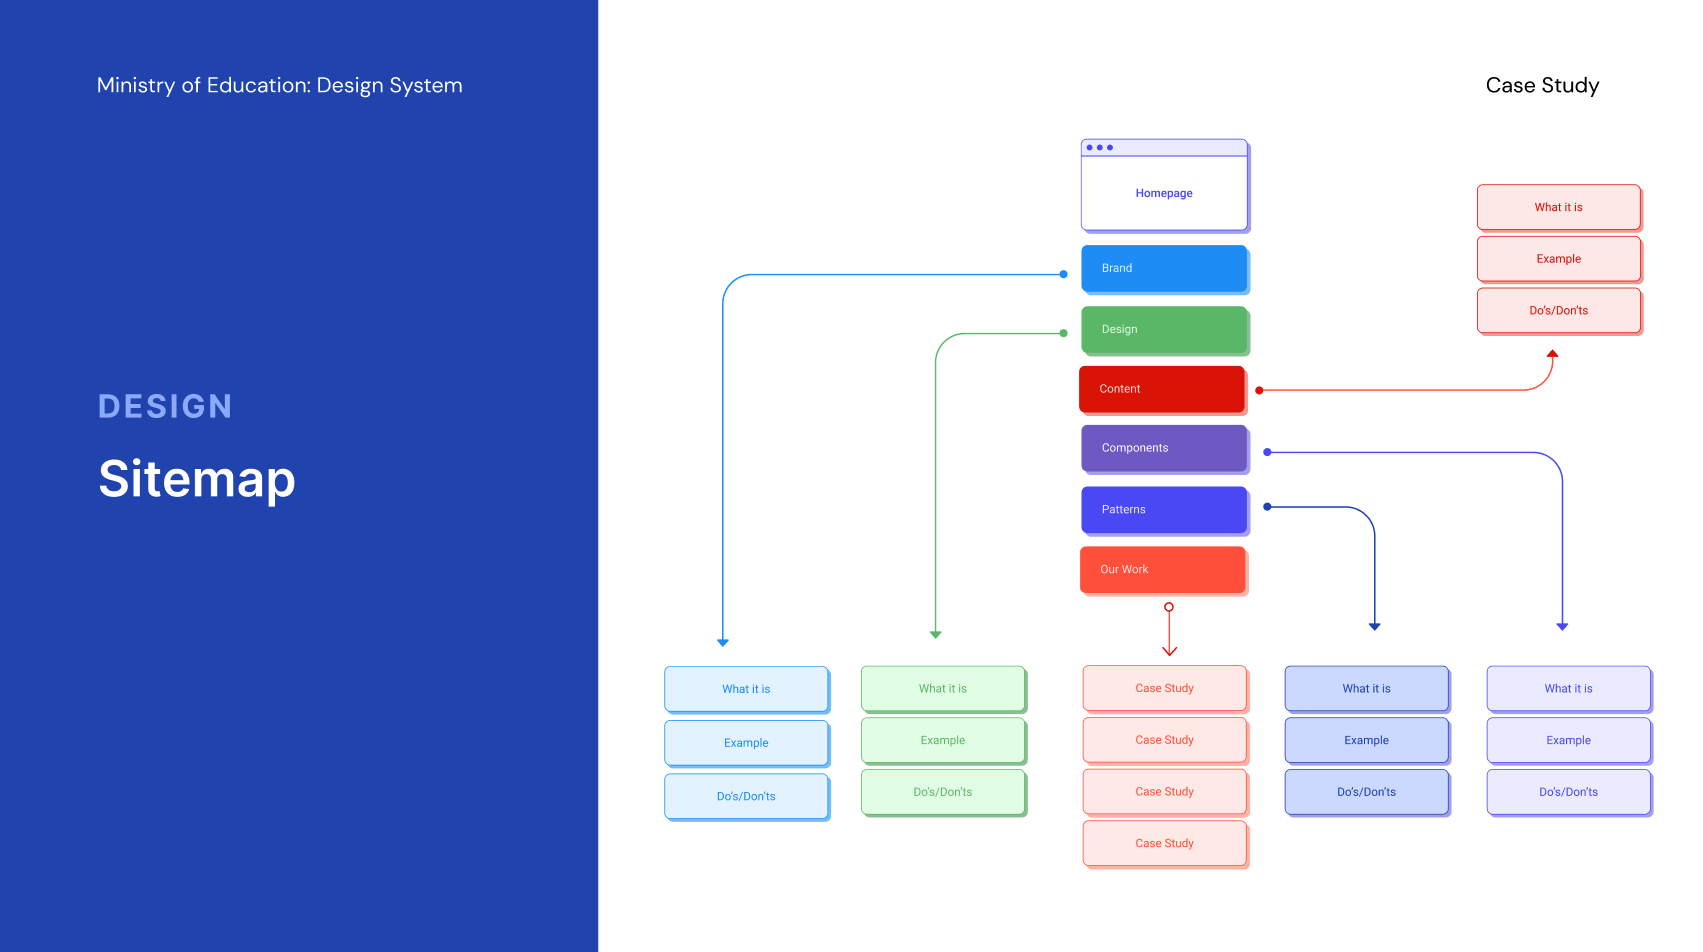 Ministry of Education: Design System
Case Study
DESIGN
Sitemap
Homepage
Brand
Design
Content
Components
Patterns
Our Work
What it is
Example
Do's/Don'ts
What it is
Example
Do's/Don'ts
What it is
Example
Do's/Don'ts
Case Study
Case Study
Case Study
Case Study
What it is
Example
Do's/Don'ts
What it is
Example
Do's/Don'ts